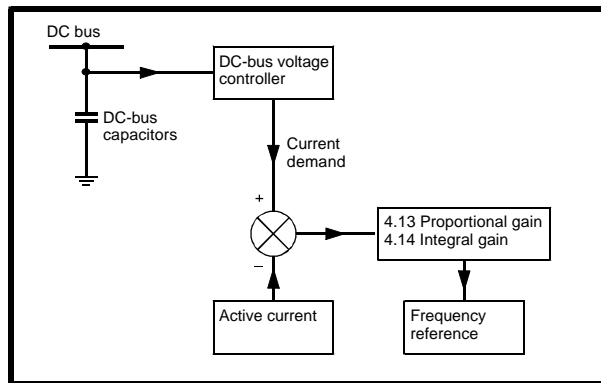 DC bus
DC-bus voltage
controller
DC-bus
capacitors
Current
demand
+
4.13 Proportional gain
4.14 Integral gain
−
Active current
Frequency
reference